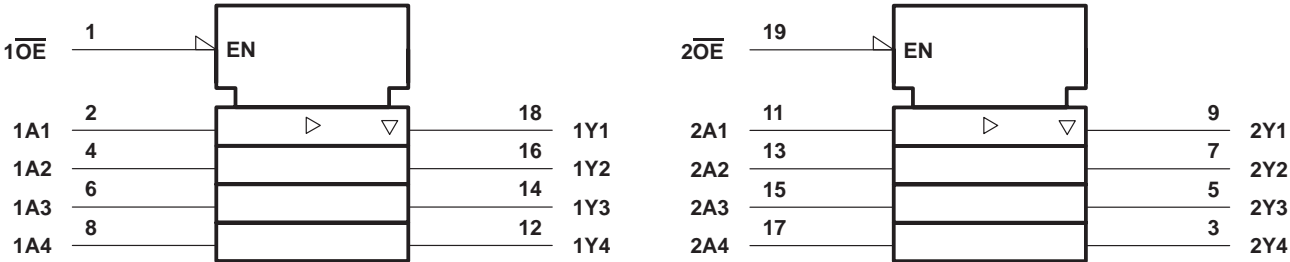 1OE 1 EN
1A1 2 18 1Y1
1A2 4 16 1Y2
1A3 6 14 1Y3
1A4 8 12 1Y4
2OE 19 EN
2A1 11 9 2Y1
2A2 13 7 2Y2
2A3 15 5 2Y3
2A4 17 3 2Y4